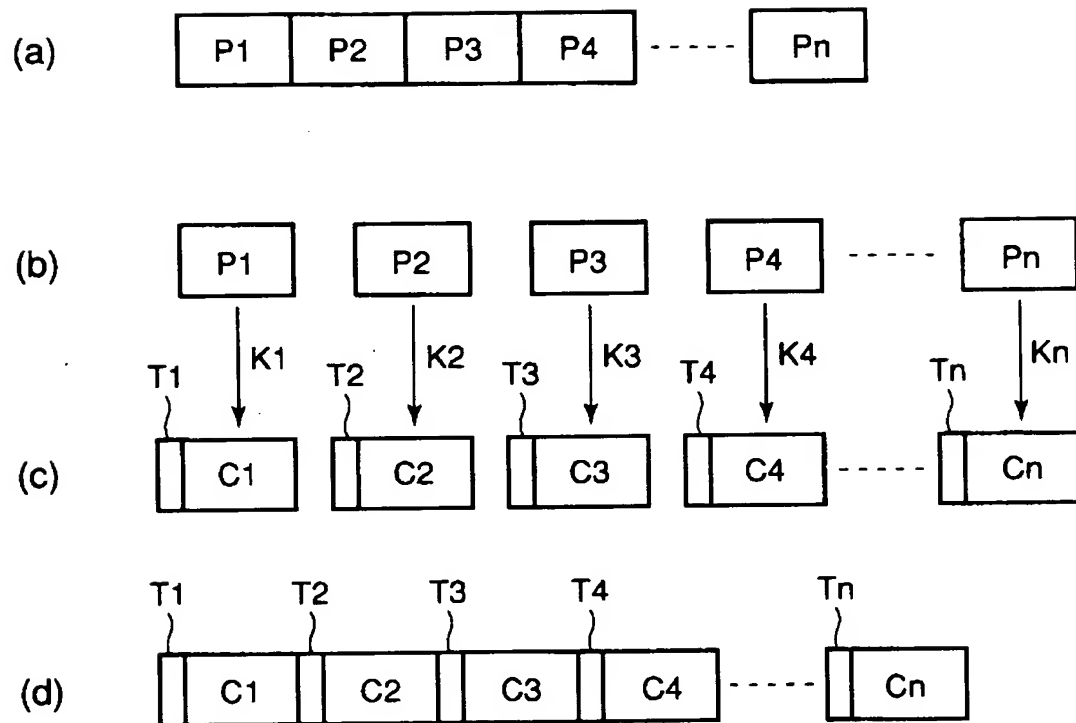 (a) P1 P2 P3 P4 Pn
(b) P1 P2 P3 P4 Pn
K1 K2 K3 K4 Kn
T1 T2 T3 T4 Tn
(c) C1 C2 C3 C4 Cn
T1 T2 T3 T4 Tn
(d) C1 C2 C3 C4 Cn